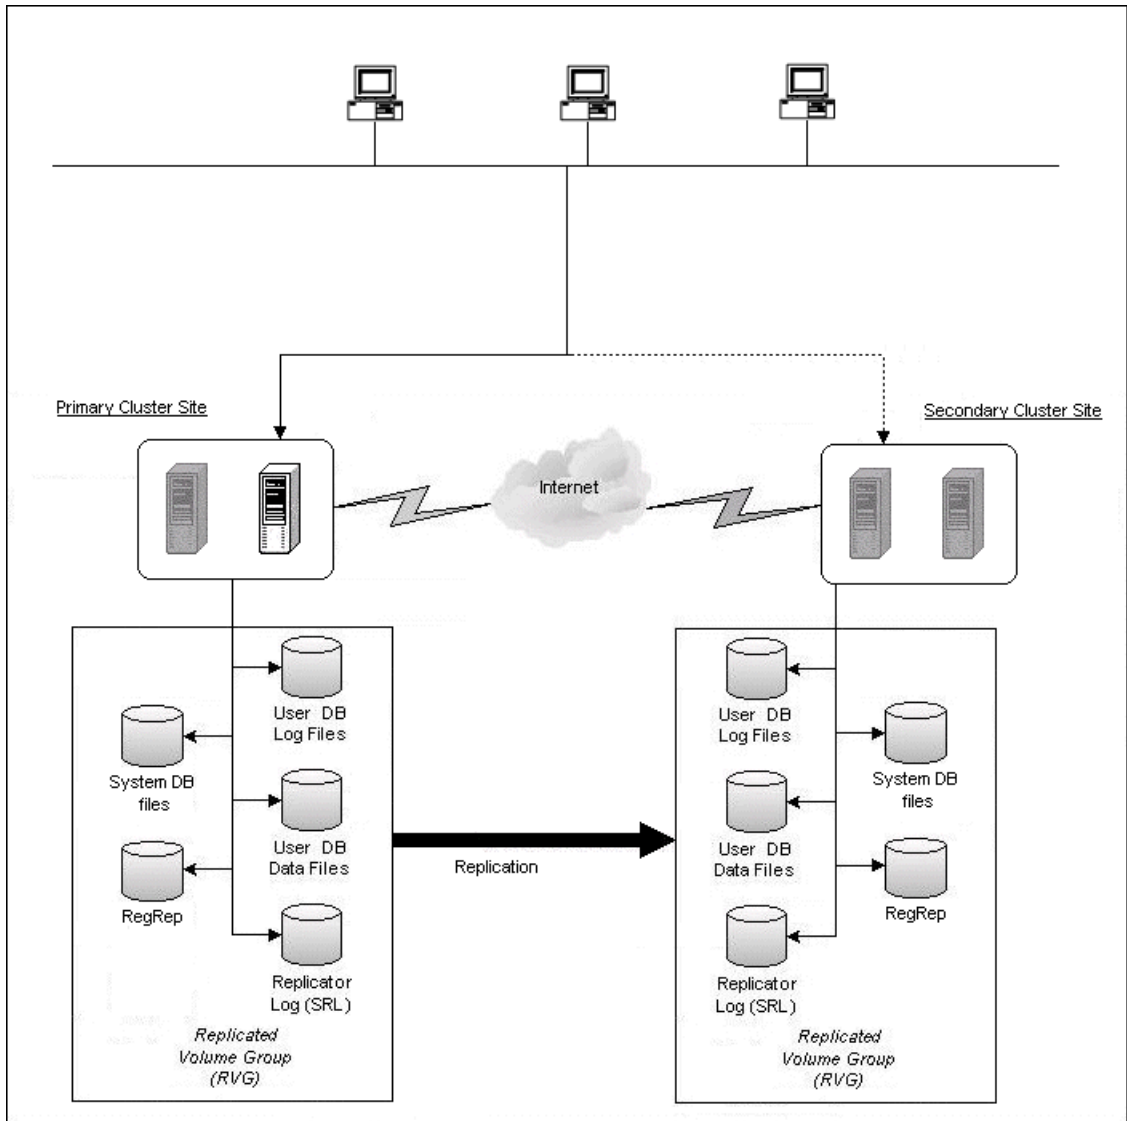 Primary Cluster Site
Secondary Cluster Site
Internet
User DB
Log Files
System DB
files
User DB
Data Files
RegRep
Replicator
Log (SRL)
Replicated
Volume Group
(RVG)
Replication
User DB
Log Files
System DB
files
User DB
Data Files
RegRep
Replicator
Log (SRL)
Replicated
Volume Group
(RVG)